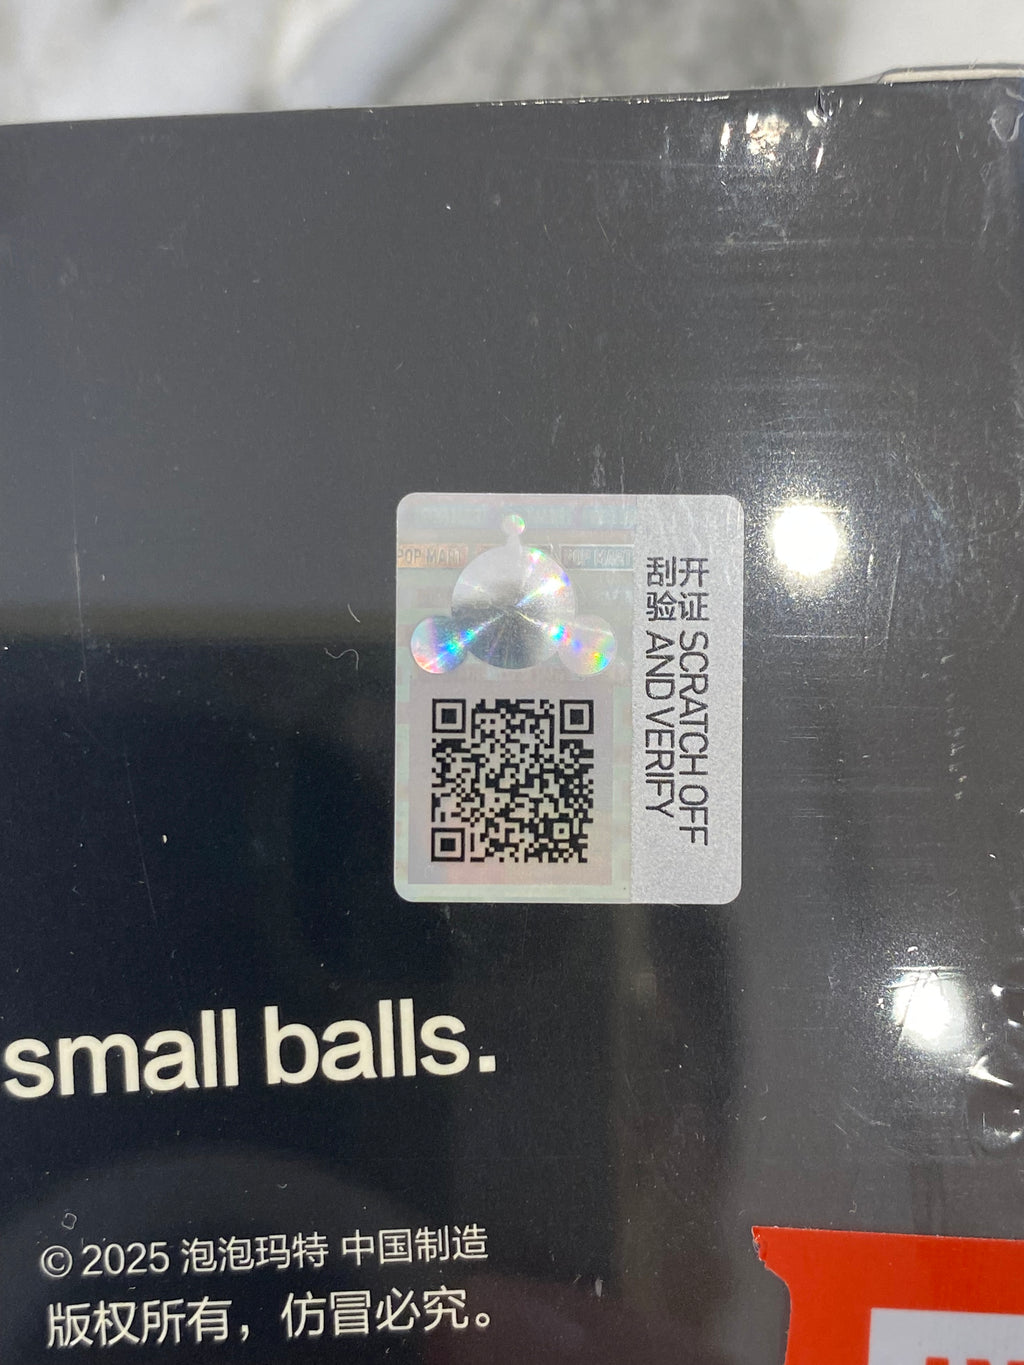 POP MART
POP MART
刮开
验证
SCRATCH OFF
AND VERIFY
small balls.
© 2025 泡泡玛特 中国制造
版权所有，仿冒必究。